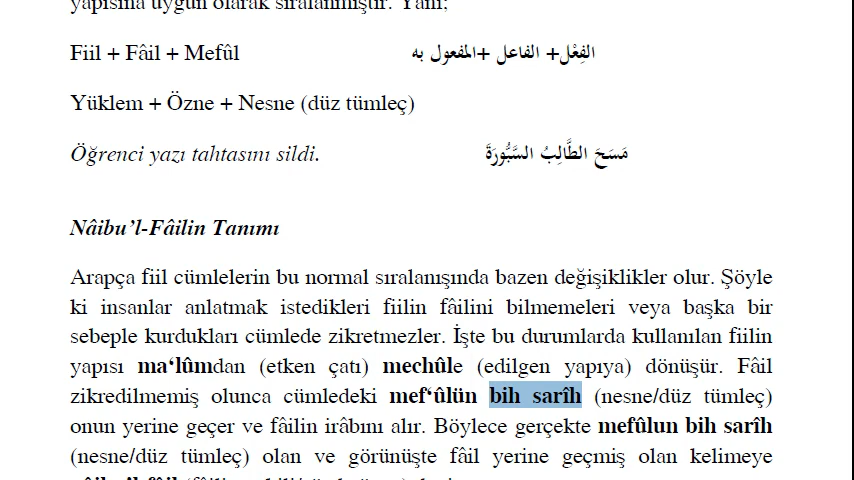 yapısına uygun olarak sıralanmıştır. Yani;
Fiil + Fâil + Mefûl الفِعْل+ الفاعل +المفعول به
Yüklem + Özne + Nesne (düz tümleç)
Öğrenci yazı tahtasını sildi. مَسَحَ الطَّالِبُ السَّبُّورَةَ
Nâibu’l-Fâilin Tanımı
Arapça fiil cümlelerin bu normal sıralanışında bazen değişiklikler olur. Şöyle
ki insanlar anlatmak istedikleri fiilin fâilini bilmemeleri veya başka bir
sebeple kurdukları cümlede zikretmezler. İşte bu durumlarda kullanılan fiilin
yapısı ma‘lûmdan (etken çatı) mechûle (edilgen yapıya) dönüşür. Fâil
zikredilmemiş olunca cümledeki mef‘ûlün bih sarîh (nesne/düz tümleç)
onun yerine geçer ve fâilin irâbını alır. Böylece gerçekte mefûlun bih sarîh
(nesne/düz tümleç) olan ve görünüşte fâil yerine geçmiş olan kelimeye